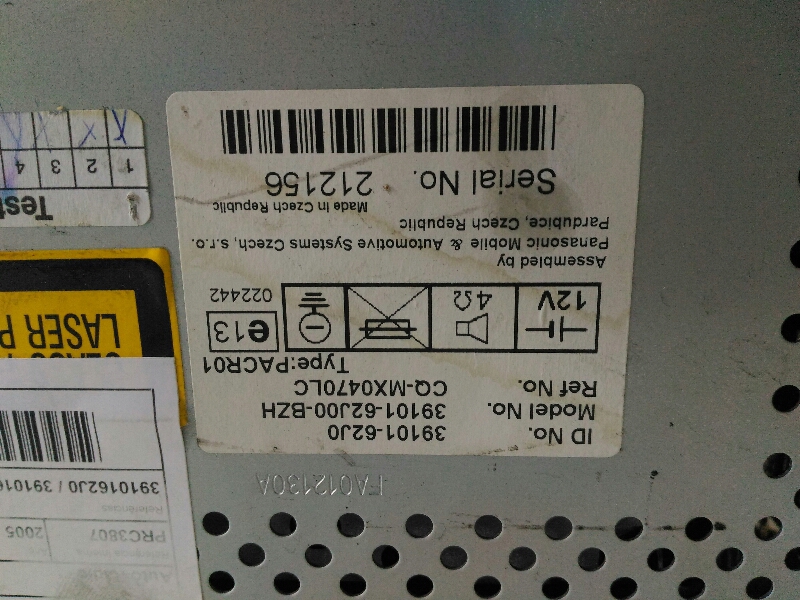 ID No. 39101-62J0
Model No. 39101-62J00-BZH
Ref No. CQ-MX0470LC
Type:PACR01
12V
4Ω
e13
022442
Assembled by
Panasonic Mobile & Automotive Systems Czech, s.r.o.
Pardubice, Czech Republic
Made in Czech Republic
Serial No. 212156
FA012130A
Test
1 2 3 4
LASER P
PRC3807
2005
Referências
3910162J0 / 391016